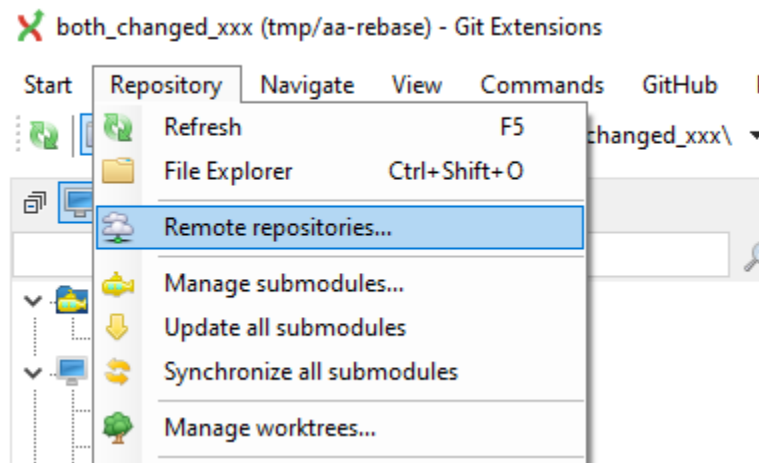 both_changed_xxx (tmp/aa-rebase) - Git Extensions
Start Repository Navigate View Commands GitHub
Refresh F5
changed_xxx\
File Explorer Ctrl+Shift+O
Remote repositories...
Manage submodules...
Update all submodules
Synchronize all submodules
Manage worktrees...